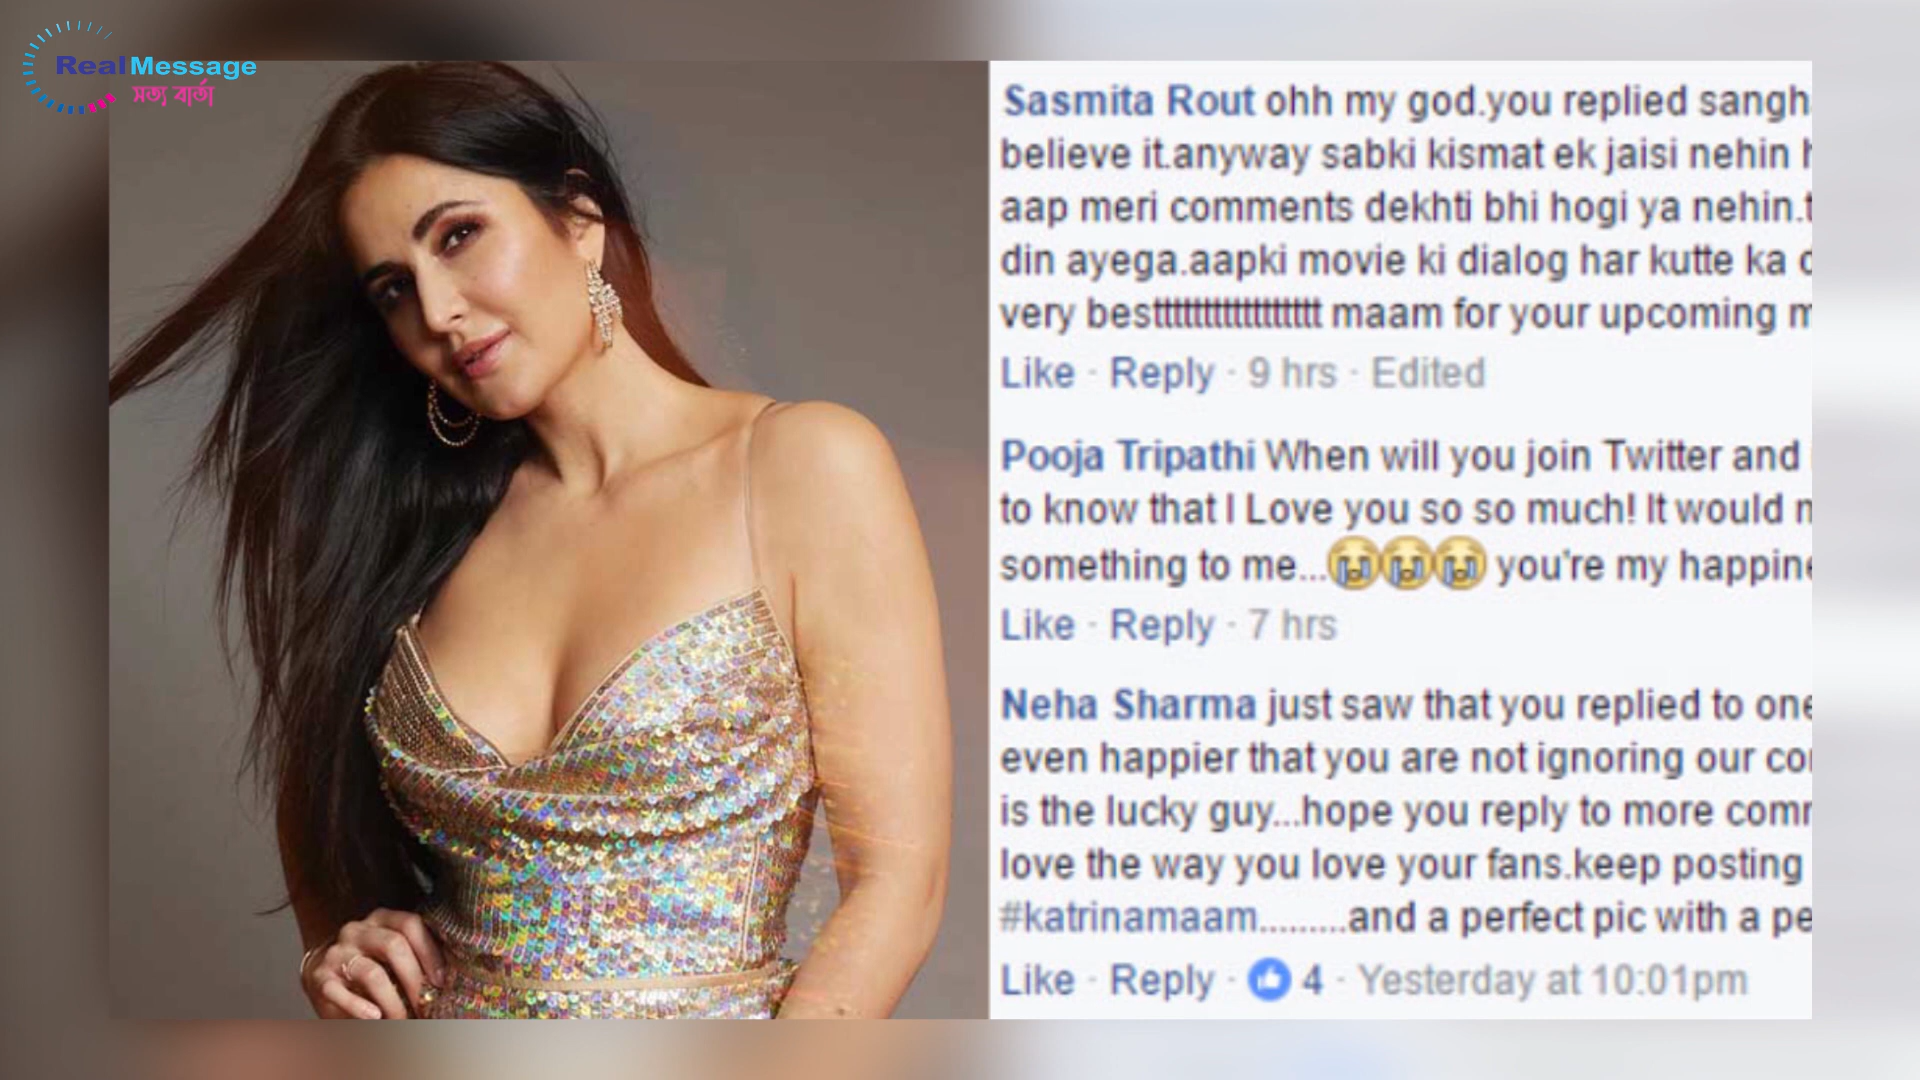 RealMessage
সত্য বার্তা
Sasmita Rout ohh my god.you replied sangh
believe it.anyway sabki kismat ek jaisi nehin
aap meri comments dekhti bhi hogi ya nehin.t
din ayega.aapki movie ki dialog har kutte ka
very besttttttttttttttttttt maam for your upcoming
Like · Reply · 9 hrs · Edited
Pooja Tripathi When will you join Twitter and
to know that I Love you so so much! It would
something to me...😭😭😭 you're my happine
Like · Reply · 7 hrs
Neha Sharma just saw that you replied to one
even happier that you are not ignoring our co
is the lucky guy...hope you reply to more com
love the way you love your fans.keep posting
#katrinamaam.........and a perfect pic with a pe
Like · Reply · 4 · Yesterday at 10:01pm